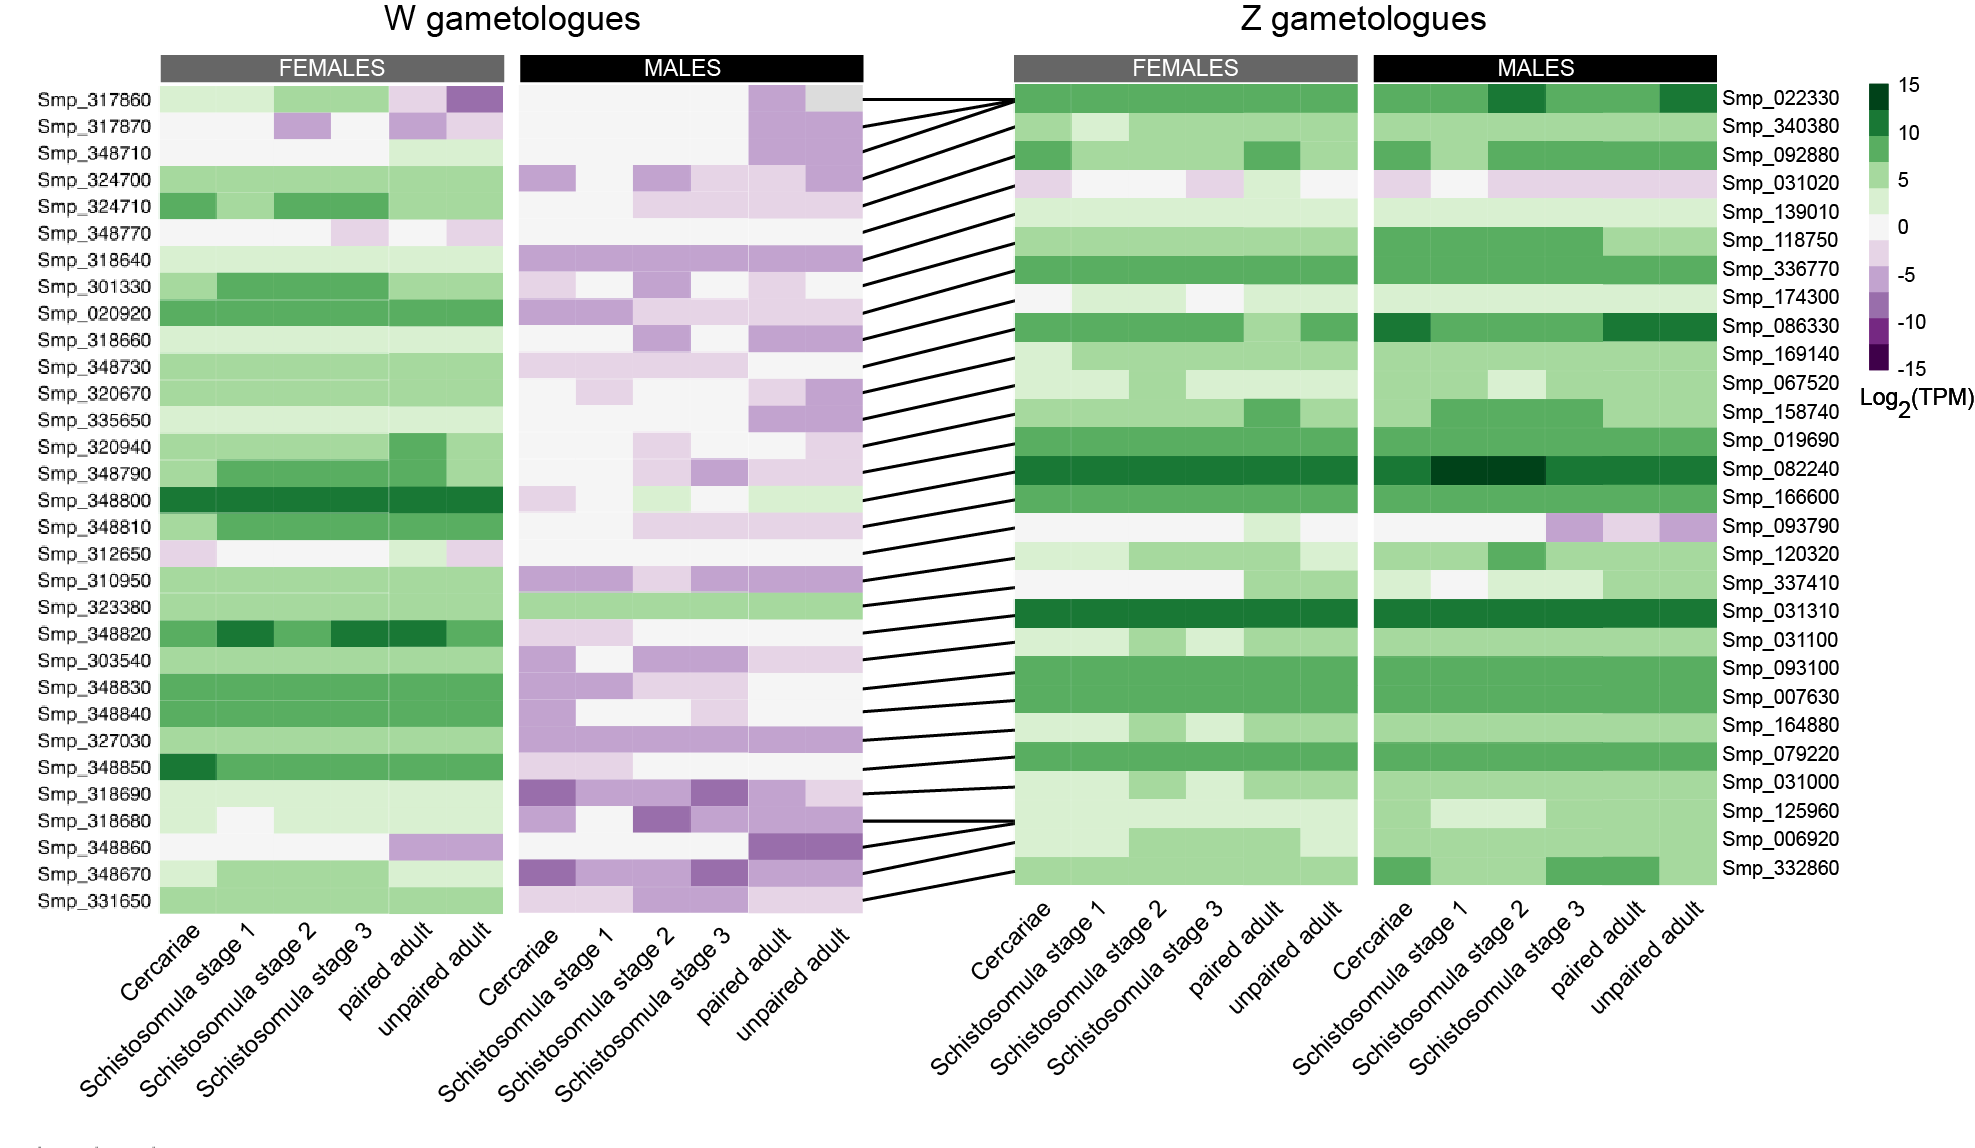 W gametologues
Z gametologues
FEMALES
MALES
FEMALES
MALES
Smp_317860
Smp_317870
Smp_348710
Smp_324700
Smp_324710
Smp_348770
Smp_318640
Smp_301330
Smp_020920
Smp_318660
Smp_348730
Smp_320670
Smp_335650
Smp_320940
Smp_348790
Smp_348800
Smp_348810
Smp_312650
Smp_310950
Smp_323380
Smp_348820
Smp_303540
Smp_348830
Smp_348840
Smp_327030
Smp_348850
Smp_318690
Smp_318680
Smp_348860
Smp_348670
Smp_331650
Smp_022330
Smp_340380
Smp_092880
Smp_031020
Smp_139010
Smp_118750
Smp_336770
Smp_174300
Smp_086330
Smp_169140
Smp_067520
Smp_158740
Smp_019690
Smp_082240
Smp_166600
Smp_093790
Smp_120320
Smp_337410
Smp_031310
Smp_031100
Smp_093100
Smp_007630
Smp_164880
Smp_079220
Smp_031000
Smp_125960
Smp_006920
Smp_332860
15
10
5
0
-5
-10
-15
Log2(TPM)
Cercariae
Schistosomula stage 1
Schistosomula stage 2
Schistosomula stage 3
paired adult
unpaired adult
Cercariae
Schistosomula stage 1
Schistosomula stage 2
Schistosomula stage 3
paired adult
unpaired adult
Cercariae
Schistosomula stage 1
Schistosomula stage 2
Schistosomula stage 3
paired adult
unpaired adult
Cercariae
Schistosomula stage 1
Schistosomula stage 2
Schistosomula stage 3
paired adult
unpaired adult